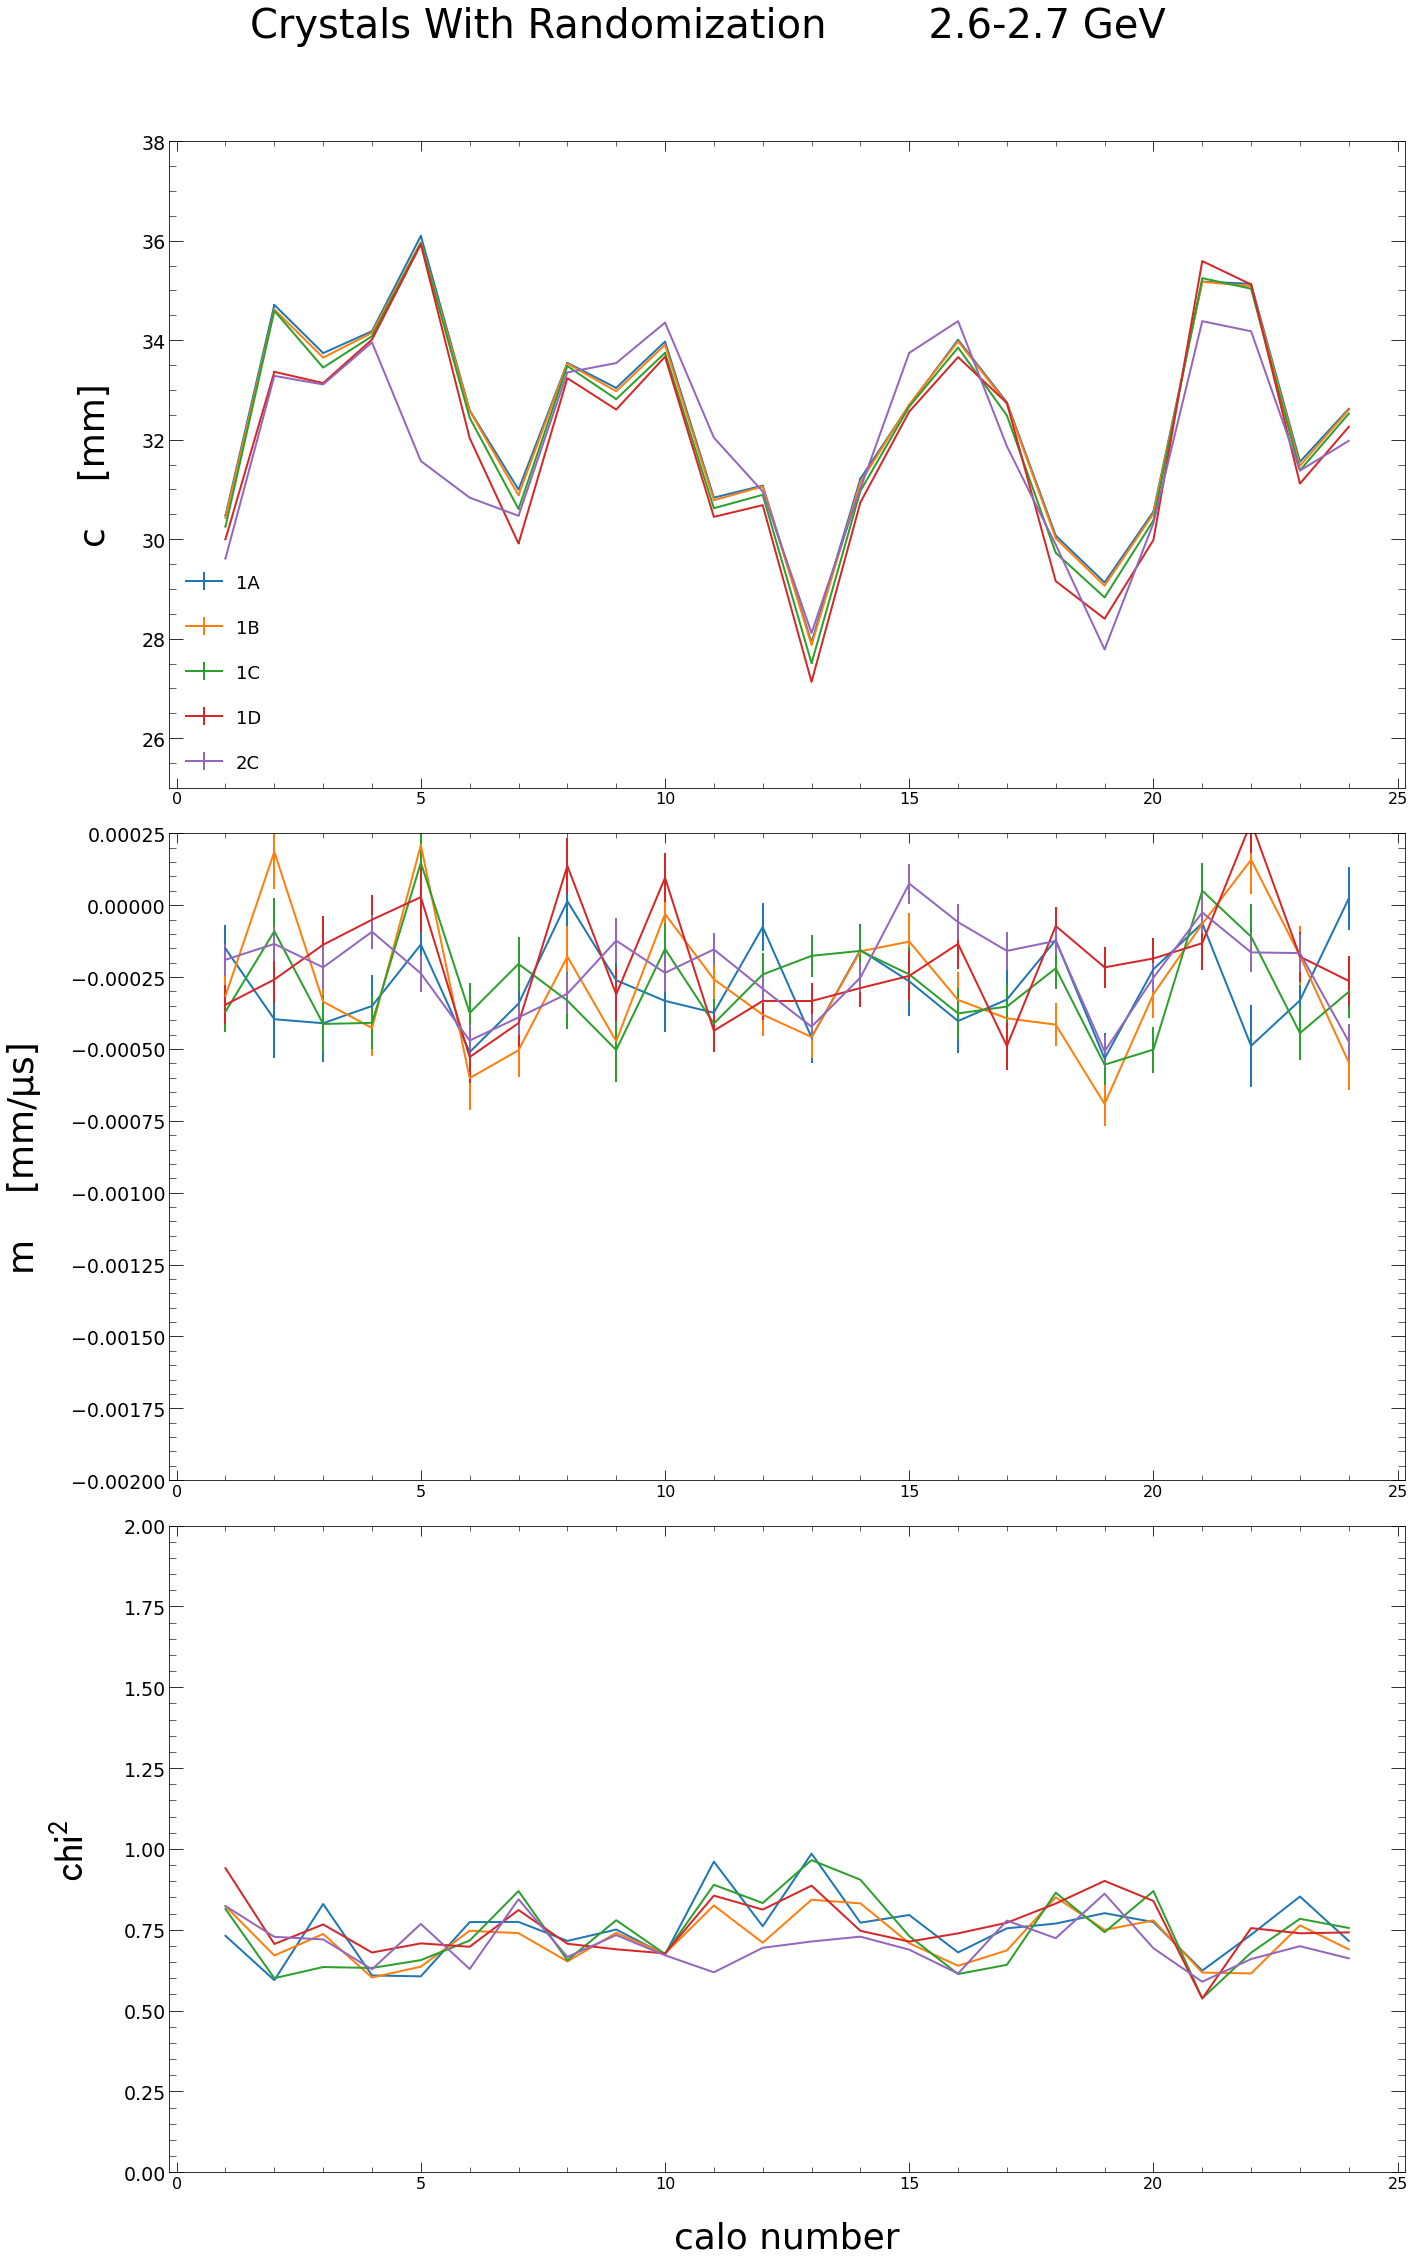 Crystals With Randomization 2.6-2.7 GeV
38
36
34
32
30
28
26
c [mm]
1A
1B
1C
1D
2C
0 5 10 15 20 25
0.00025
0.00000
−0.00025
−0.00050
−0.00075
−0.00100
−0.00125
−0.00150
−0.00175
−0.00200
m [mm/μs]
0 5 10 15 20 25
2.00
1.75
1.50
1.25
1.00
0.75
0.50
0.25
0.00
chi²
0 5 10 15 20 25
calo number